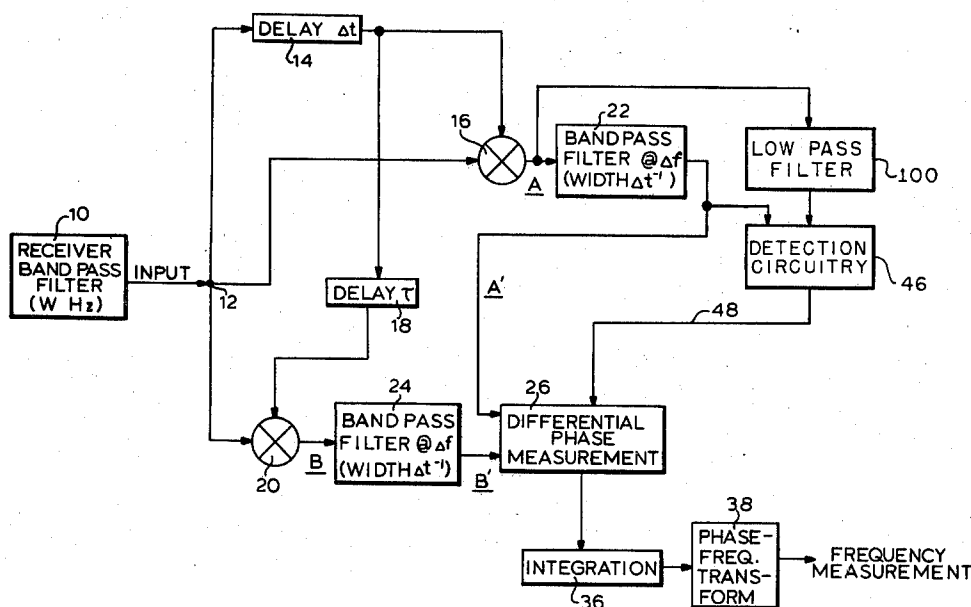 DELAY Δt
14
16
22
BAND PASS
FILTER @ Δf
(WIDTH Δt⁻¹)
A
LOW PASS
FILTER
100
10
RECEIVER
BAND PASS
FILTER
(W HZ)
INPUT
12
DETECTION
CIRCUITRY
46
DELAY, τ
18
A'
48
20
B
24
BAND PASS
FILTER @ Δf
(WIDTH Δt⁻¹)
B'
26
DIFFERENTIAL
PHASE
MEASUREMENT
INTEGRATION
36
38
PHASE-
FREQ.
TRANS-
FORM
FREQUENCY
MEASUREMENT